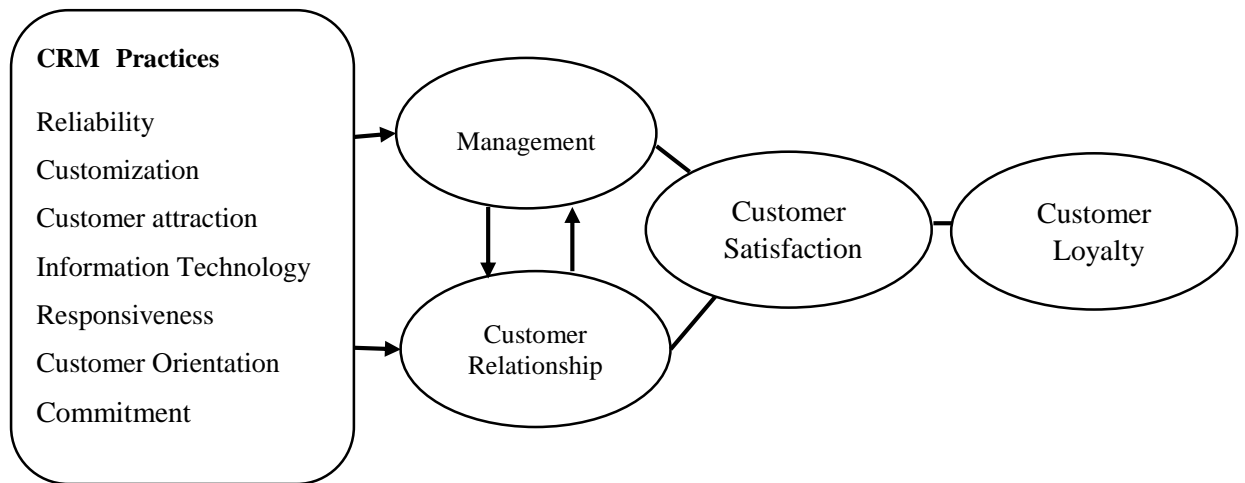 CRM Practices
Reliability
Customization
Customer attraction
Information Technology
Responsiveness
Customer Orientation
Commitment
Management
Customer
Relationship
Customer
Satisfaction
Customer
Loyalty